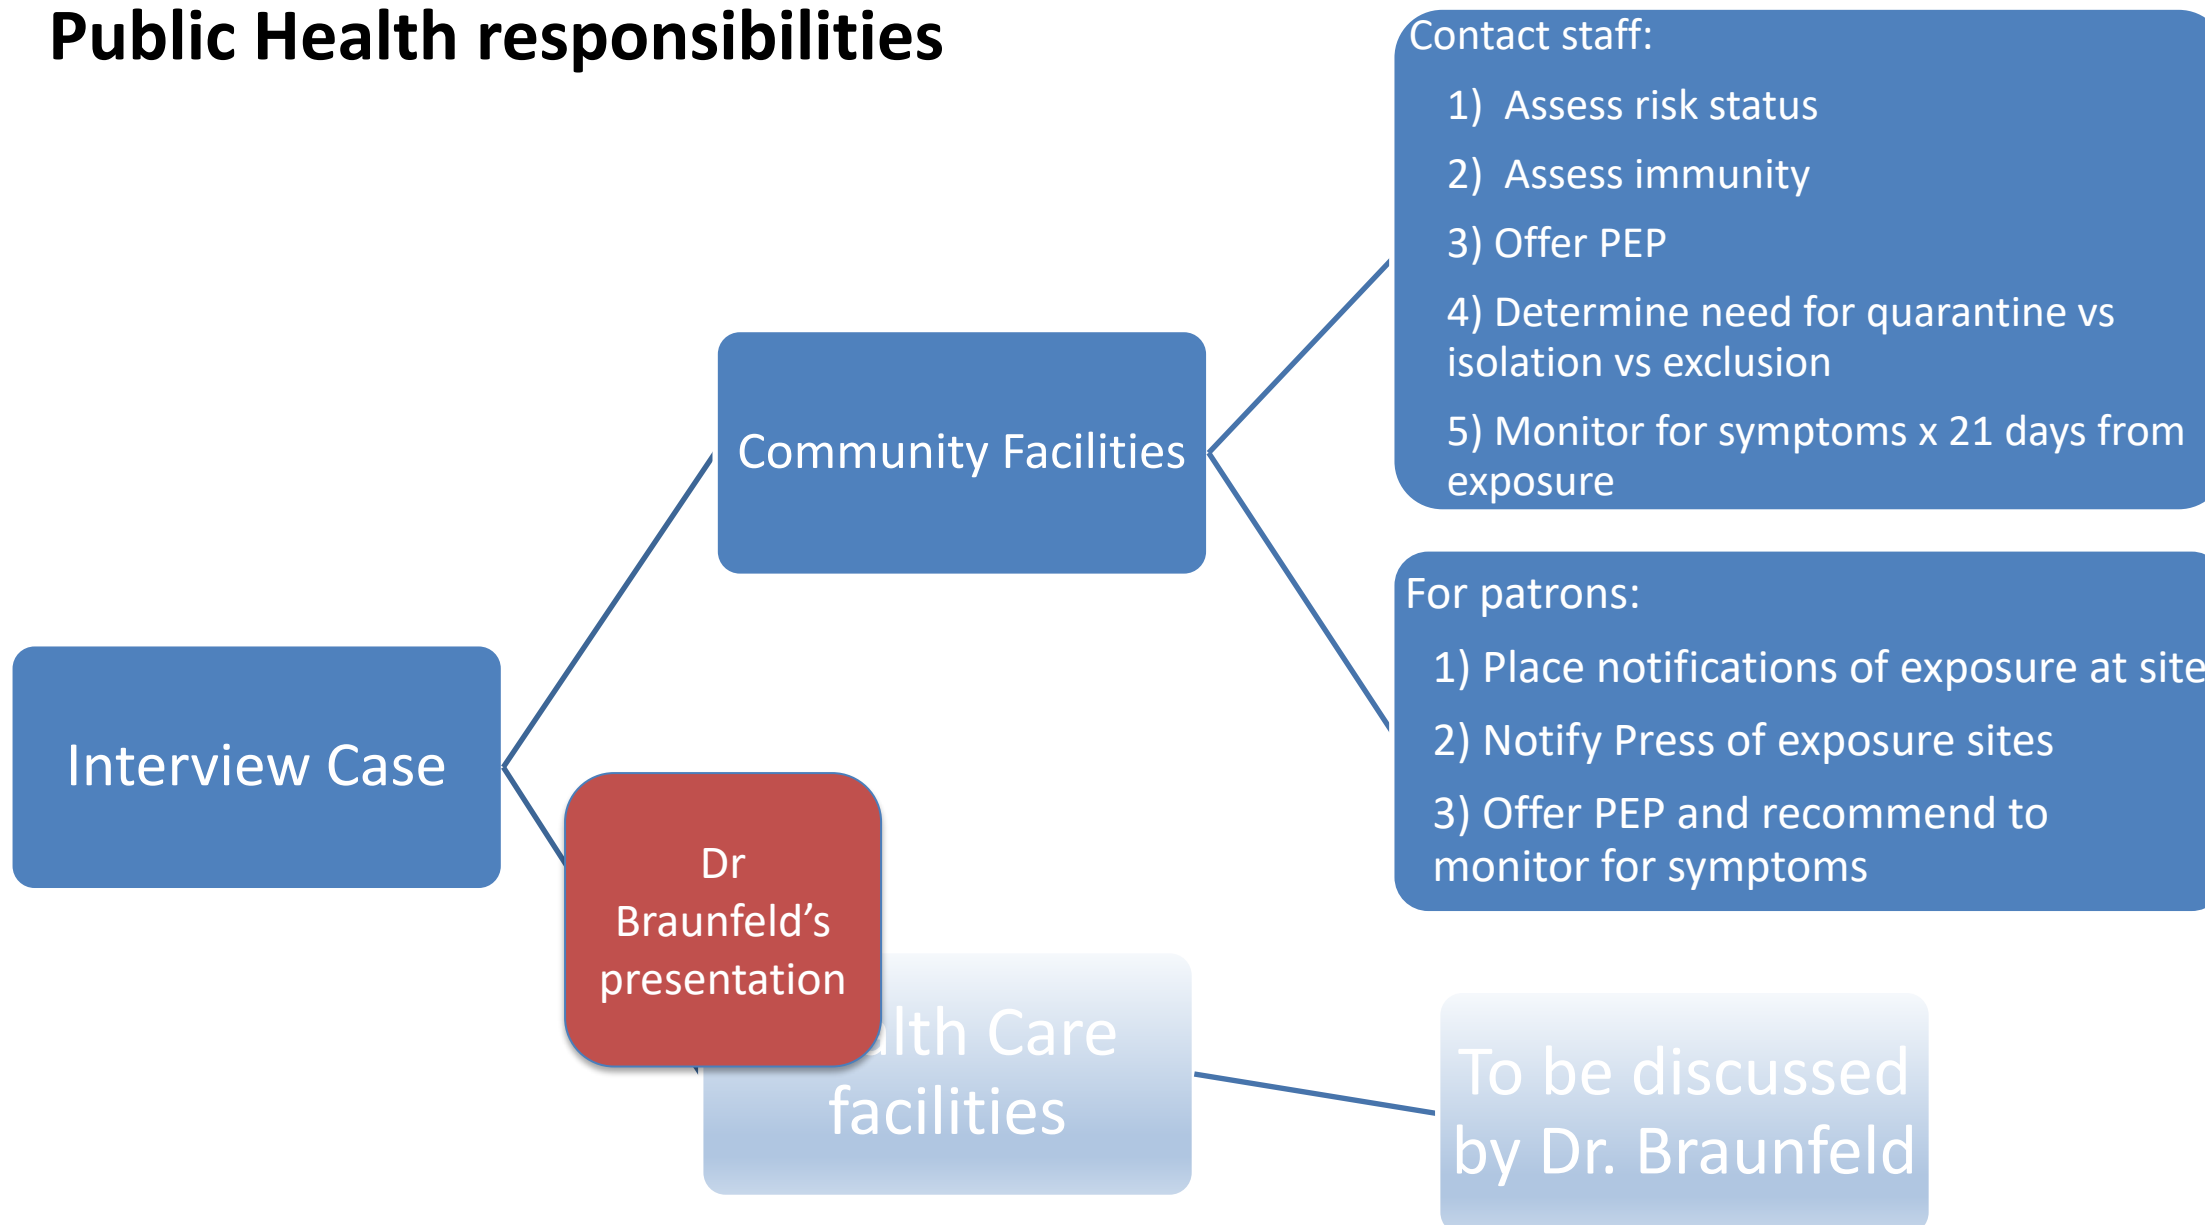 Public Health responsibilities
Contact staff:
1) Assess risk status
2) Assess immunity
3) Offer PEP
4) Determine need for quarantine vs
isolation vs exclusion
5) Monitor for symptoms x 21 days from
exposure
Community Facilities
For patrons:
1) Place notifications of exposure at site
2) Notify Press of exposure sites
3) Offer PEP and recommend to
monitor for symptoms
Interview Case
Dr
Braunfeld’s
presentation
alth Care
facilities
To be discussed
by Dr. Braunfeld